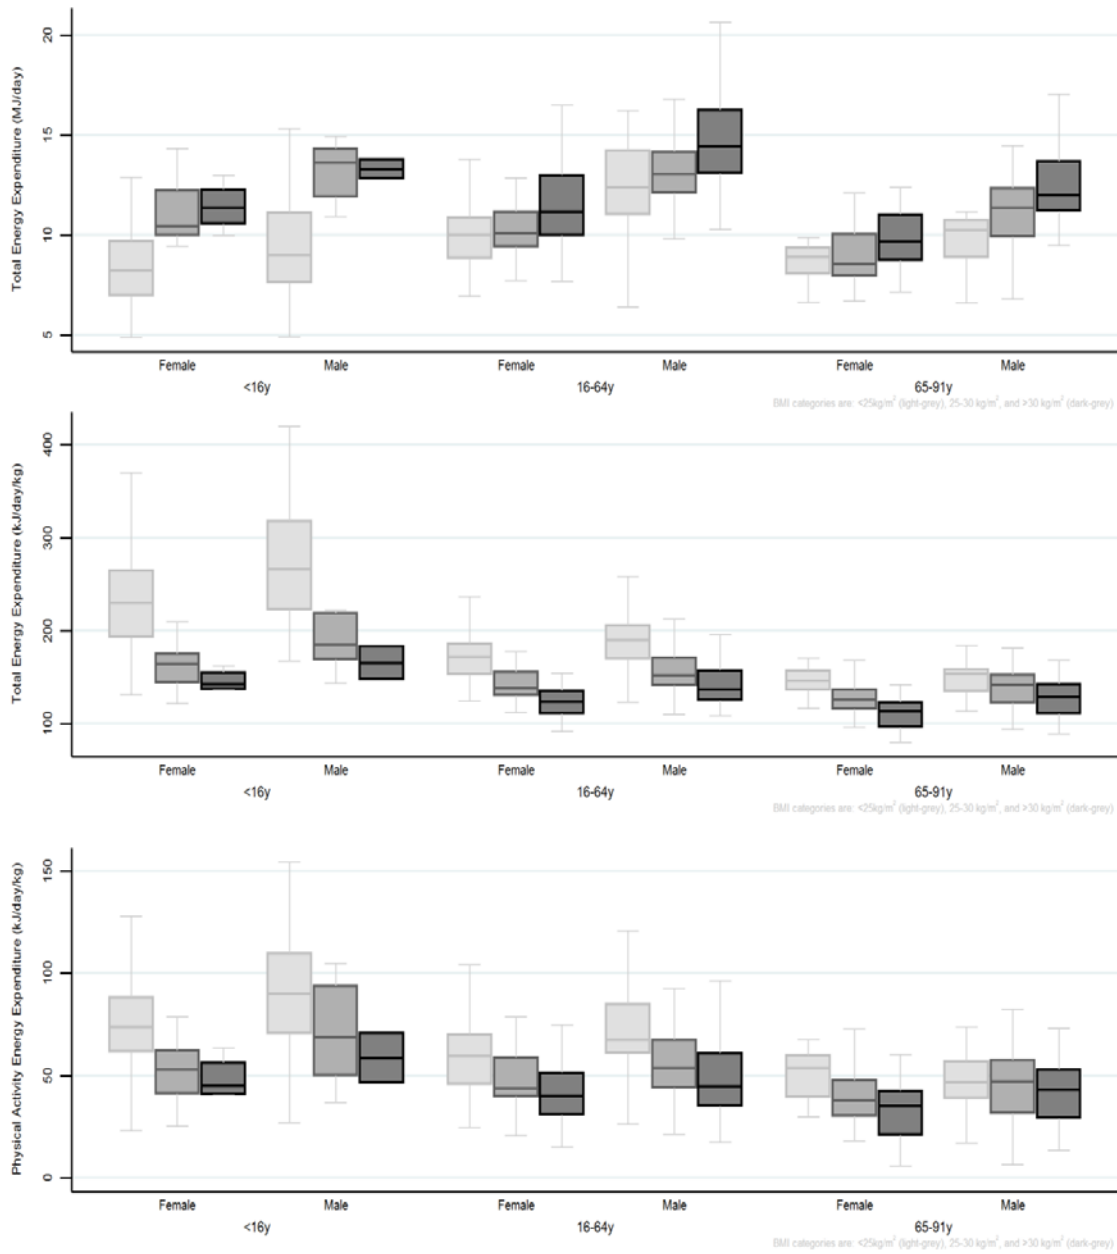 Total Energy Expenditure (MJ/day)
20
15
10
5
Female Male Female Male Female Male
<16y 16-64y 65-91y
BMI categories are: <25kg/m² (light-grey), 25-30 kg/m², and >30 kg/m² (dark-grey)
Total Energy Expenditure (kJ/day/kg)
400
300
200
100
Female Male Female Male Female Male
<16y 16-64y 65-91y
BMI categories are: <25kg/m² (light-grey), 25-30 kg/m², and >30 kg/m² (dark-grey)
Physical Activity Energy Expenditure (kJ/day/kg)
150
100
50
0
Female Male Female Male Female Male
<16y 16-64y 65-91y
BMI categories are: <25kg/m² (light-grey), 25-30 kg/m², and >30 kg/m² (dark-grey)